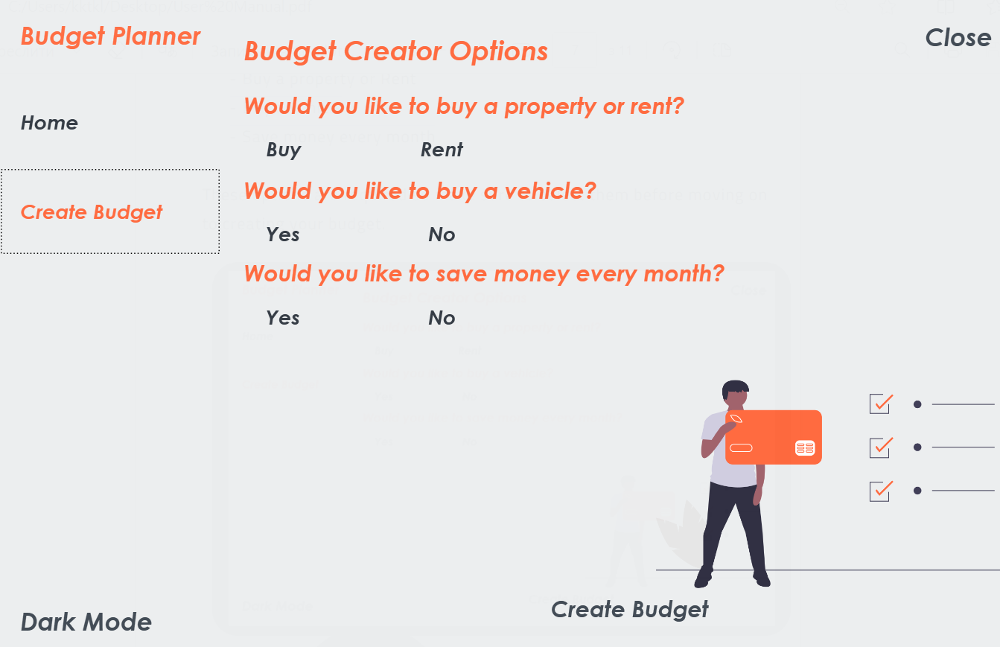 Budget Planner
Close
Budget Creator Options
Would you like to buy a property or rent?
Home
Buy Rent
Would you like to buy a vehicle?
Create Budget
Yes No
Would you like to save money every month?
Yes No
Create Budget
Dark Mode